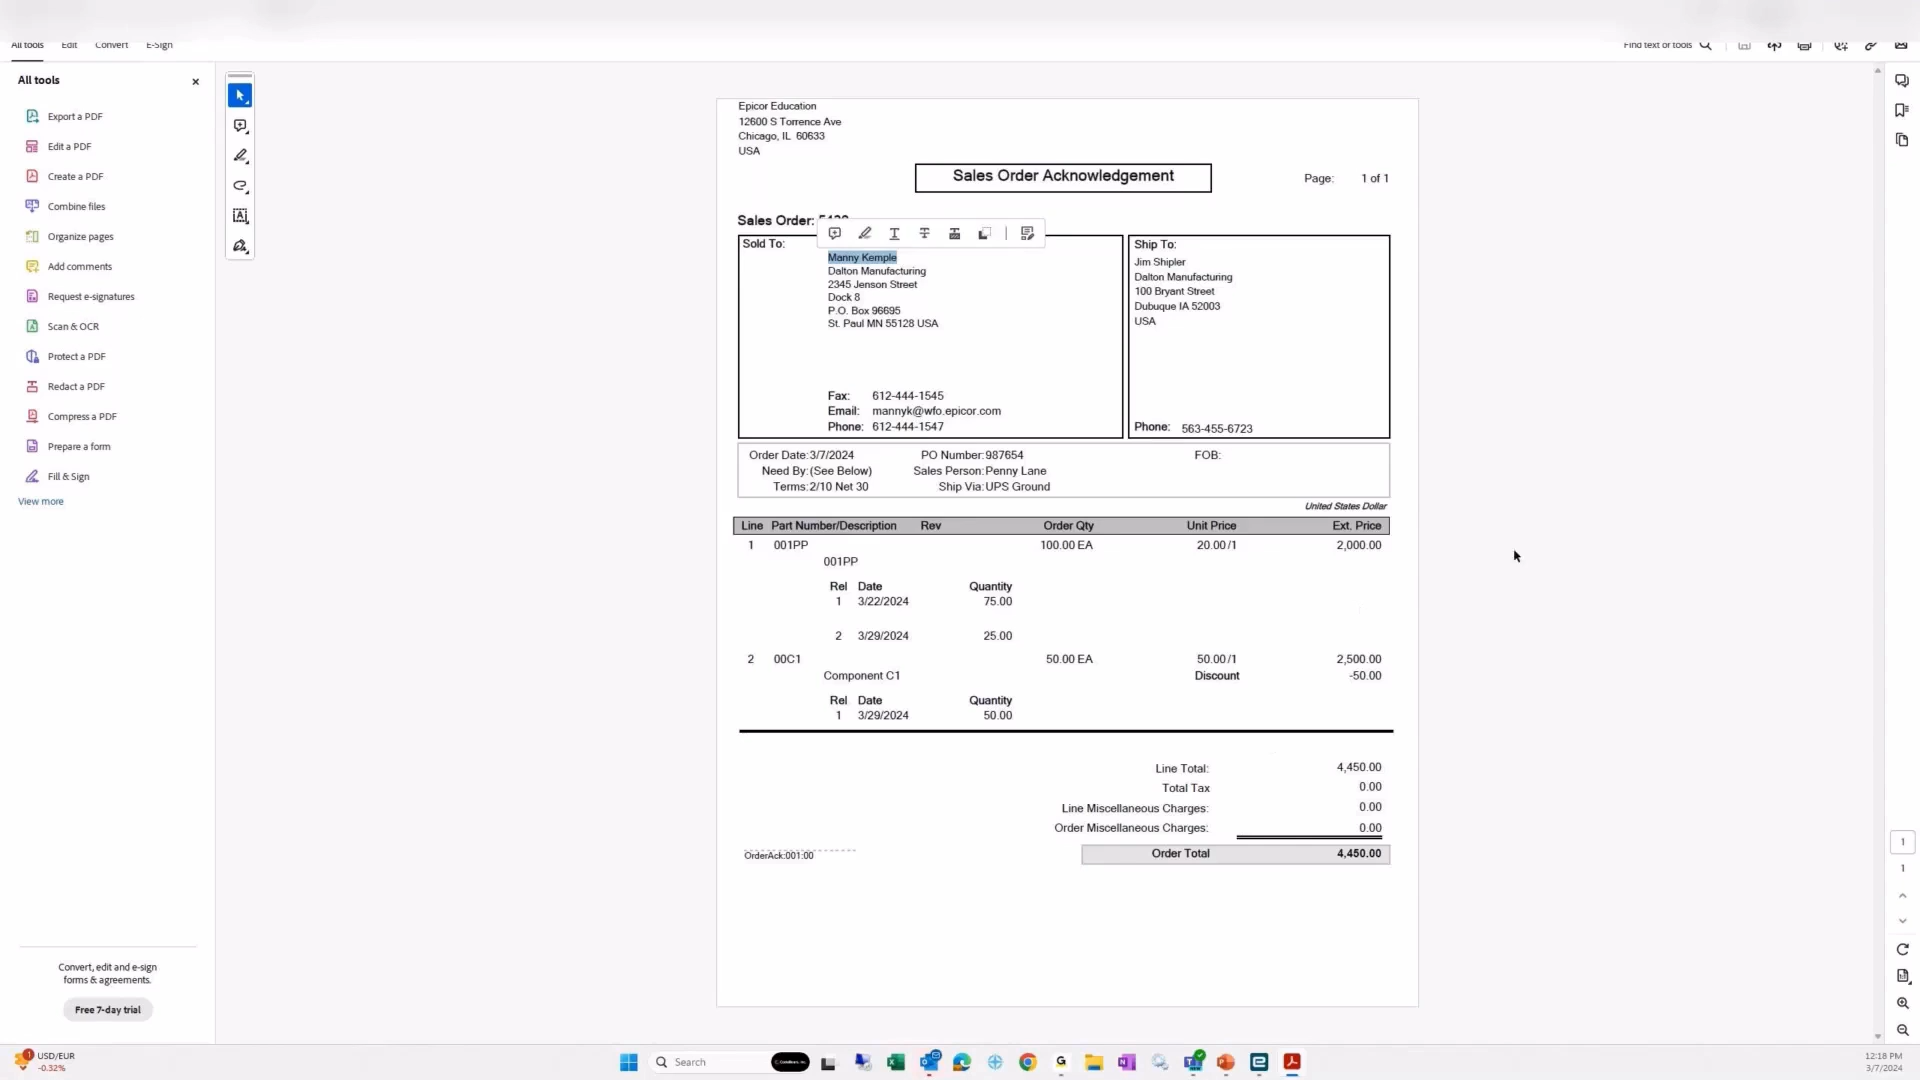 All tools Edit Convert E-Sign
Find text or tools
All tools
Export a PDF
Edit a PDF
Create a PDF
Combine files
Organize pages
Add comments
Request e-signatures
Scan & OCR
Protect a PDF
Redact a PDF
Compress a PDF
Prepare a form
Fill & Sign
View more
Convert, edit and e-sign
forms & agreements.
Free 7-day trial
Epicor Education
12600 S Torrence Ave
Chicago, IL 60633
USA
Sales Order Acknowledgement
Page: 1 of 1
Sales Order:
Sold To:
Manny Kemple
Dalton Manufacturing
2345 Jenson Street
Dock 8
P.O. Box 96695
St. Paul MN 55128 USA
Fax: 612-444-1545
Email: mannyk@wfo.epicor.com
Phone: 612-444-1547
Ship To:
Jim Shipler
Dalton Manufacturing
100 Bryant Street
Dubuque IA 52003
USA
Phone: 563-455-6723
Order Date: 3/7/2024 PO Number: 987654 FOB:
Need By: (See Below) Sales Person: Penny Lane
Terms: 2/10 Net 30 Ship Via: UPS Ground
United States Dollar
Line Part Number/Description Rev Order Qty Unit Price Ext. Price
1 001PP 100.00 EA 20.00 /1 2,000.00
001PP
Rel Date Quantity
1 3/22/2024 75.00
2 3/29/2024 25.00
2 00C1 50.00 EA 50.00 /1 2,500.00
Component C1 Discount -50.00
Rel Date Quantity
1 3/29/2024 50.00
Line Total: 4,450.00
Total Tax 0.00
Line Miscellaneous Charges: 0.00
Order Miscellaneous Charges: 0.00
OrderAck:001:00
Order Total 4,450.00
1
1
USD/EUR
-0.32%
Search
12:18 PM
3/7/2024